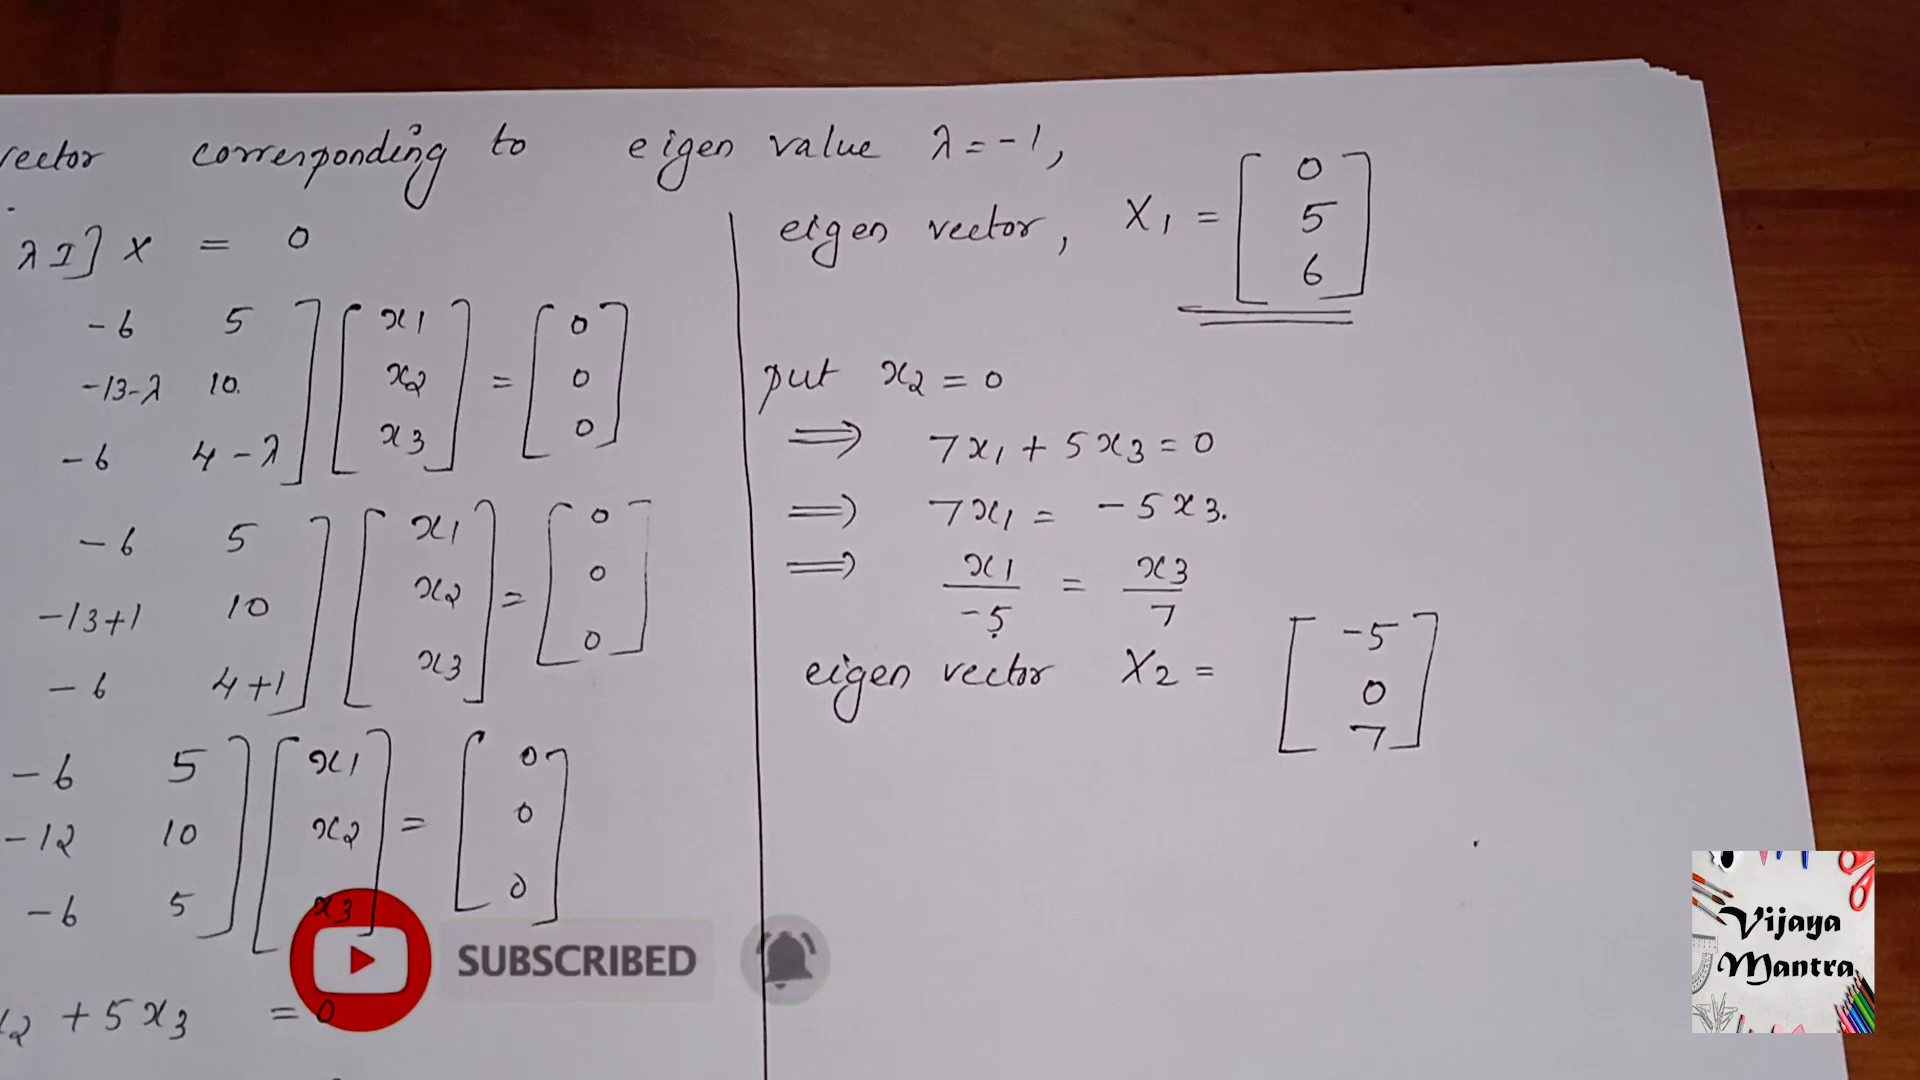 vector corresponding to eigen value λ=-1,
λI] X = 0
-6 5 ] [ x1 ] = [ 0 ]
-13-λ 10 ] [ x2 ] = [ 0 ]
-6 4-λ ] [ x3 ] = [ 0 ]
-6 5 ] [ x1 ] = [ 0 ]
-13+1 10 ] [ x2 ] = [ 0 ]
-6 4+1 ] [ x3 ] = [ 0 ]
-6 5 ] [ x1 ] = [ 0 ]
-12 10 ] [ x2 ] = [ 0 ]
-6 5 ] [ x3 ] = [ 0 ]
x2 + 5x3 = 0
eigen vector, X1 = [ 0
5
6 ]
put x2 = 0
⟹ 7x1 + 5x3 = 0
⟹ 7x1 = -5x3.
⟹ x1/-5 = x3/7
eigen vector X2 = [ -5
0
7 ]
SUBSCRIBED
Vijaya
Mantra